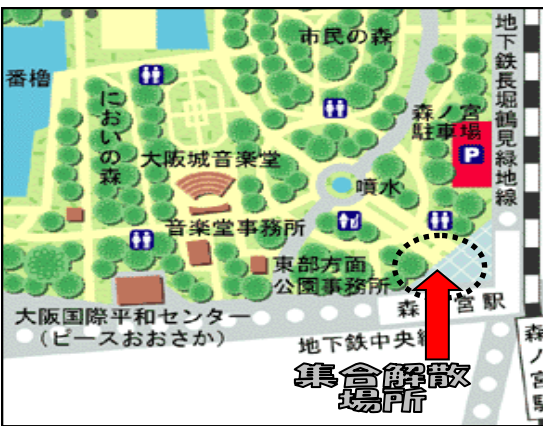 市民の森
番櫓
においの森
森ノ宮
駐車場
P
地下鉄長堀鶴見緑地線
大阪城音楽堂
噴水
音楽堂事務所
東部方面
公園事務所
大阪国際平和センター
(ピースおおさか)
森 宮駅
地下鉄中央
森ノ宮
集合解散
場所